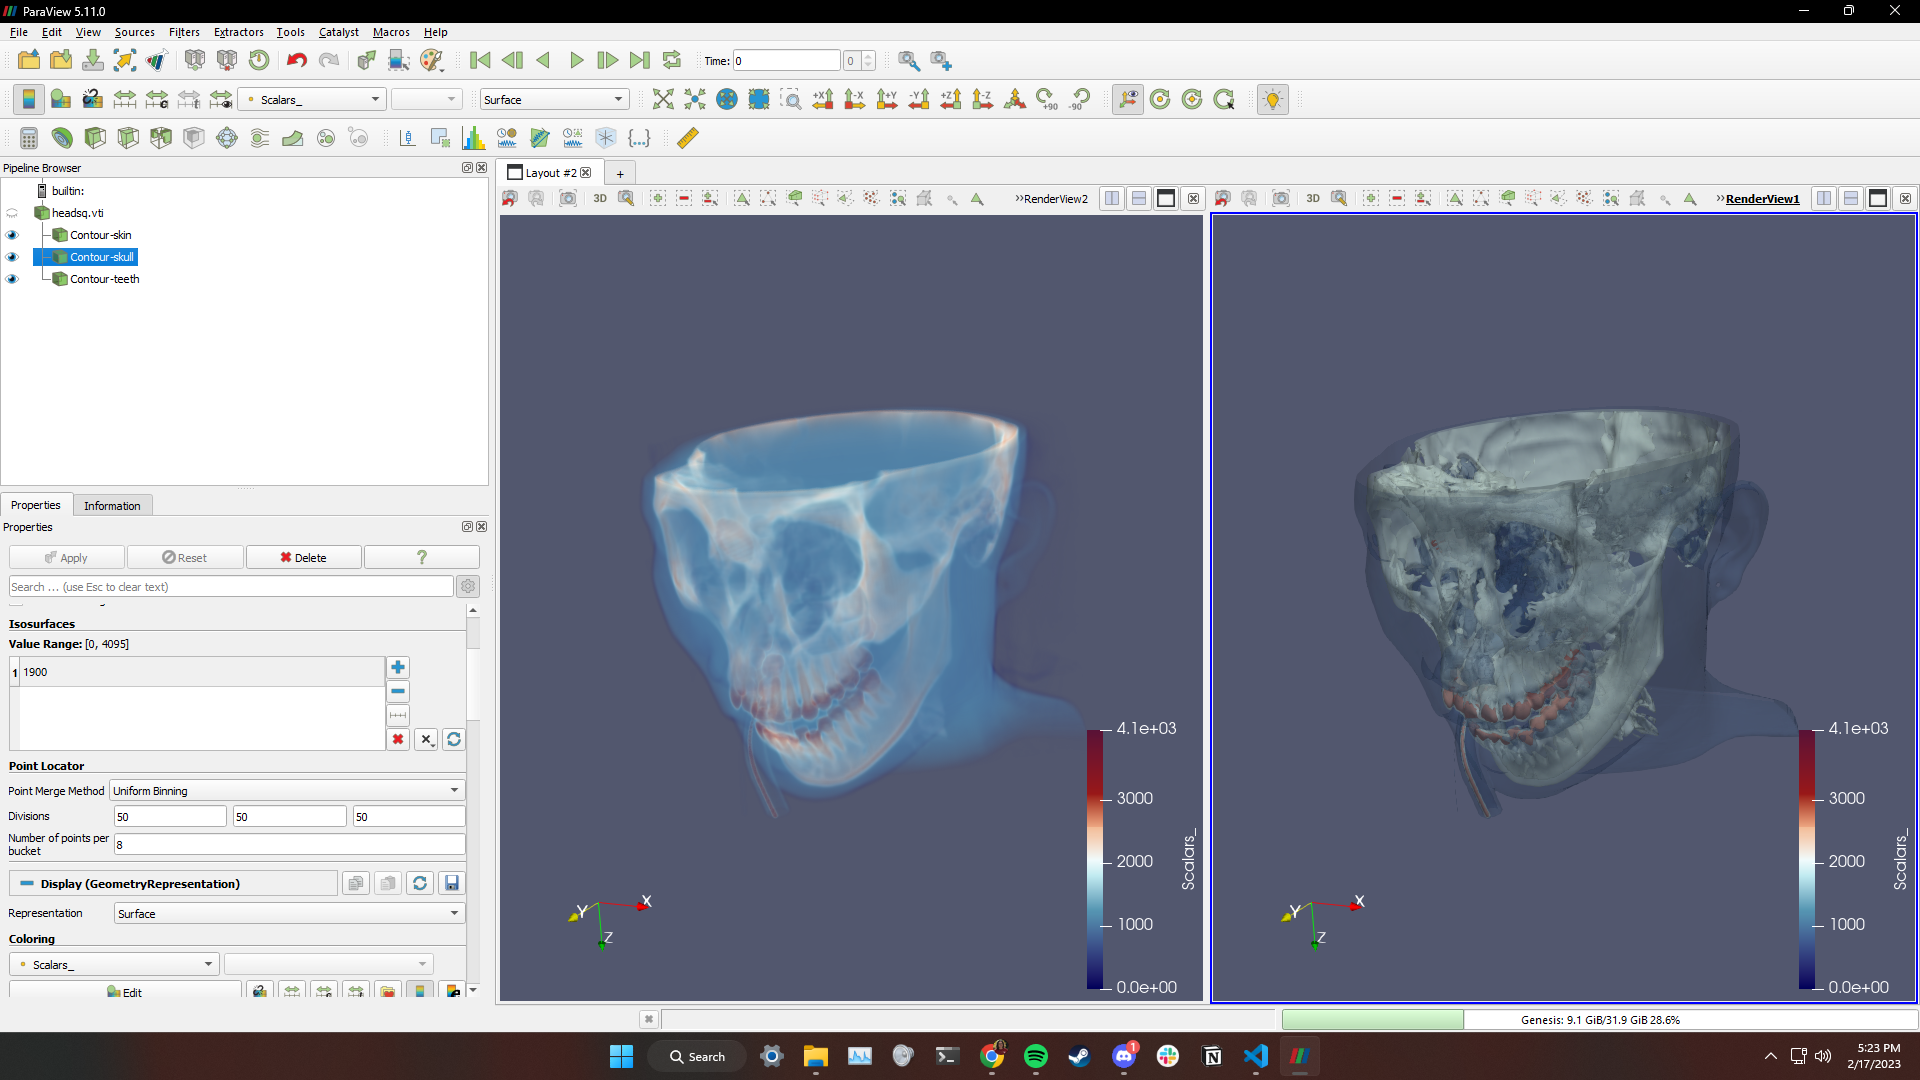 ParaView 5.11.0
File Edit View Sources Filters Extractors Tools Catalyst Macros Help
Time: 0 0
Scalars_ Surface +X -X +Y -Y +Z -Z +90 -90
Pipeline Browser
builtin:
headsq.vti
Contour-skin
Contour-skull
Contour-teeth
Properties Information
Properties
Apply Reset Delete ?
Search ... (use Esc to clear text)
Isosurfaces
Value Range: [0, 4095]
1 1900
Point Locator
Point Merge Method Uniform Binning
Divisions 50 50 50
Number of points per bucket 8
Display (GeometryRepresentation)
Representation Surface
Coloring
Scalars_
Edit
Layout #2 +
3D »RenderView2
4.1e+03
3000
2000
1000
0.0e+00
Scalars_
X
Y
Z
3D »RenderView1
4.1e+03
3000
2000
1000
0.0e+00
Scalars_
X
Y
Z
Genesis: 9.1 GiB/31.9 GiB 28.6%
Search
1
5:23 PM
2/17/2023